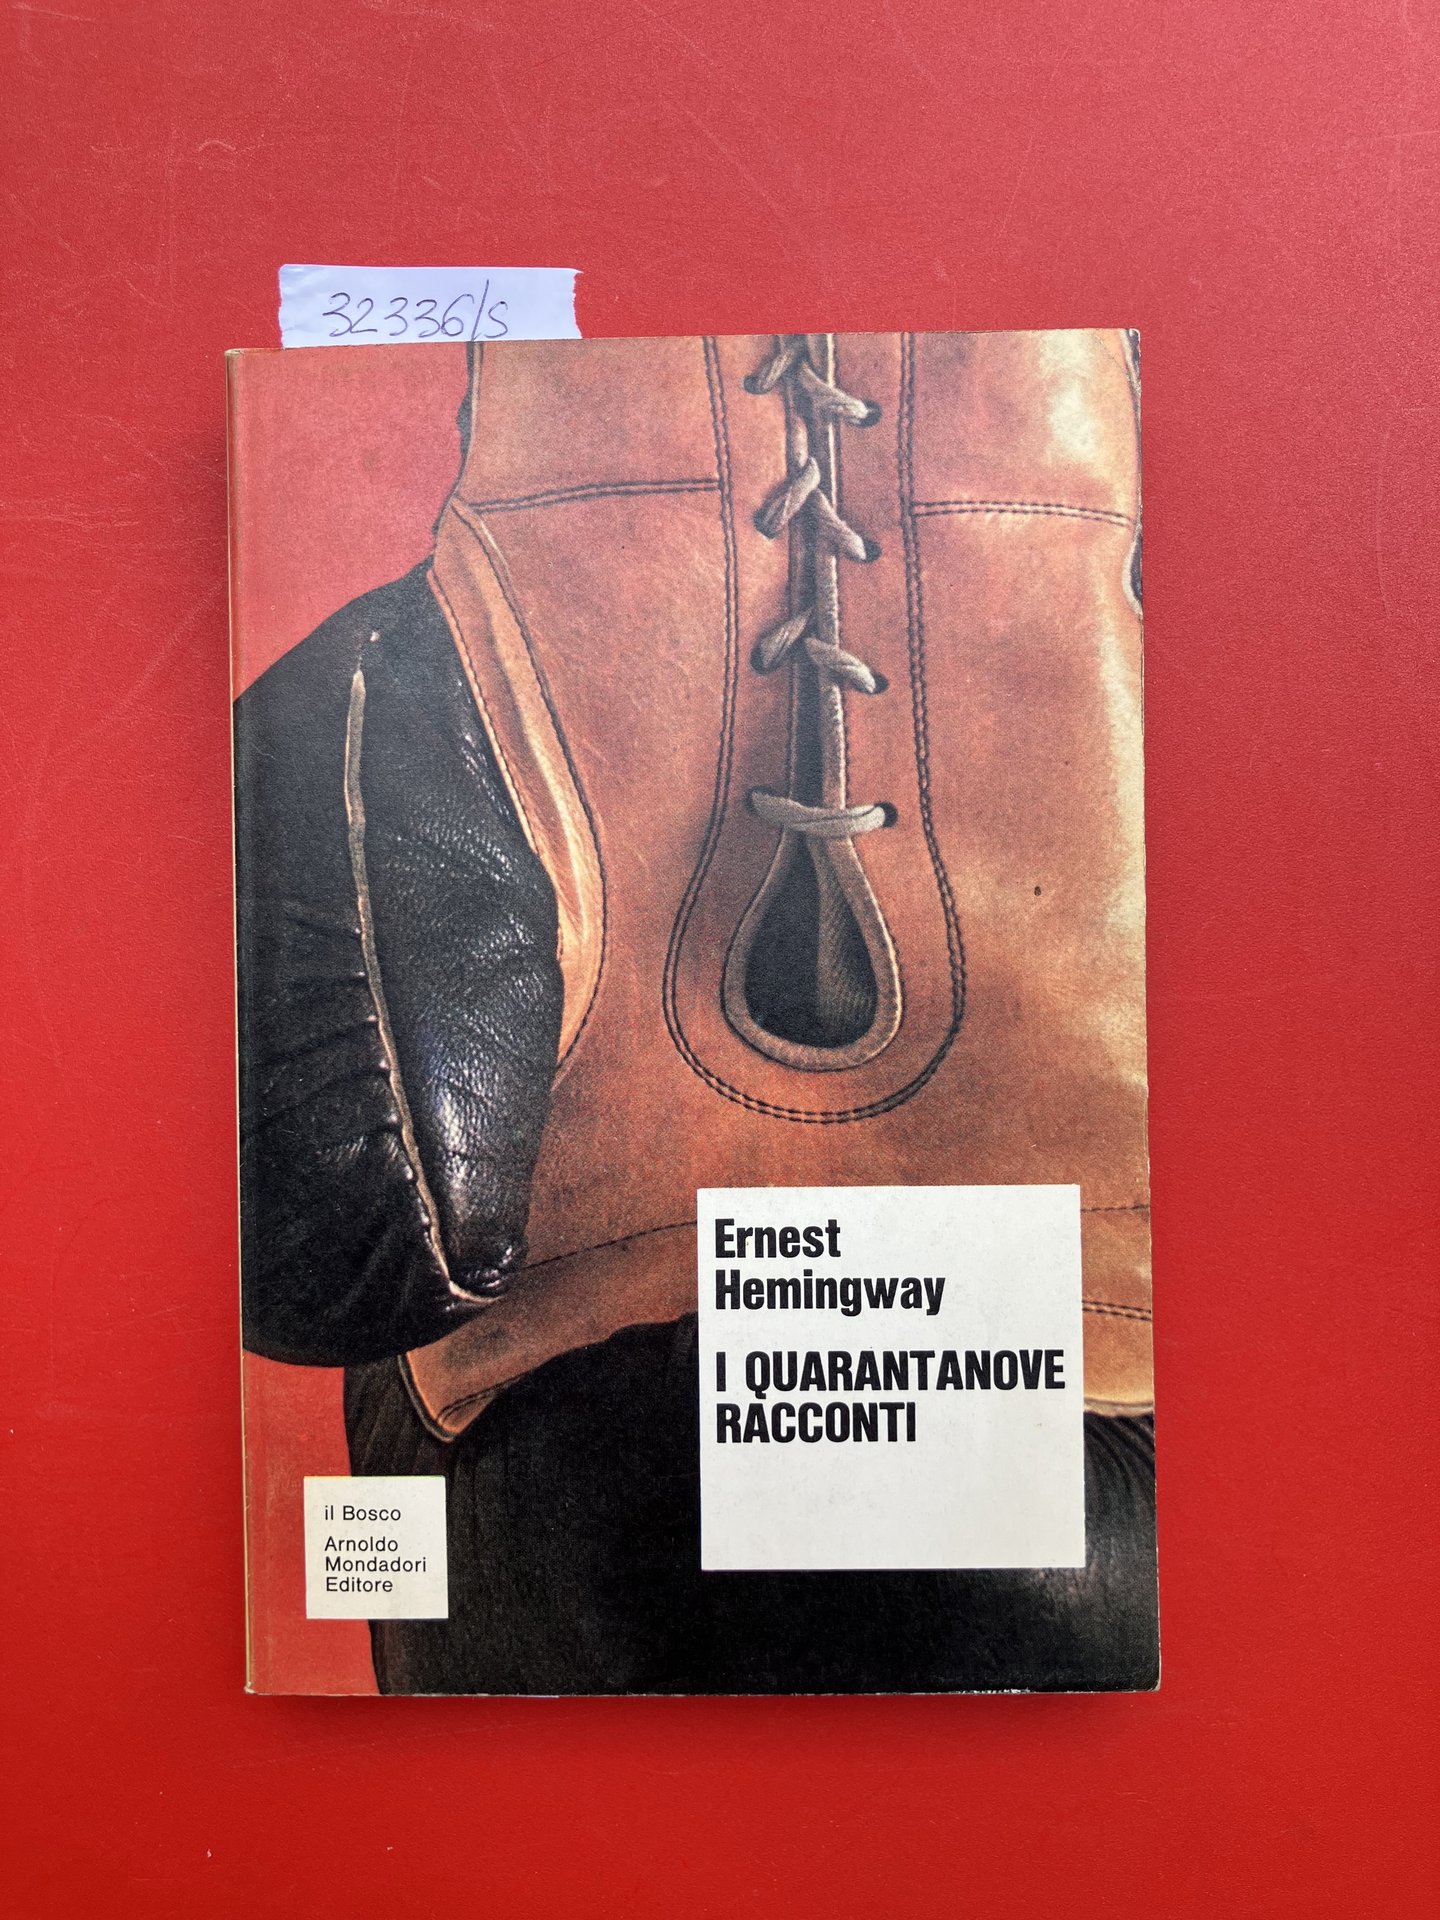 32336/s
Ernest
Hemingway
I QUARANTANOVE
RACCONTI
il Bosco
Arnoldo
Mondadori
Editore